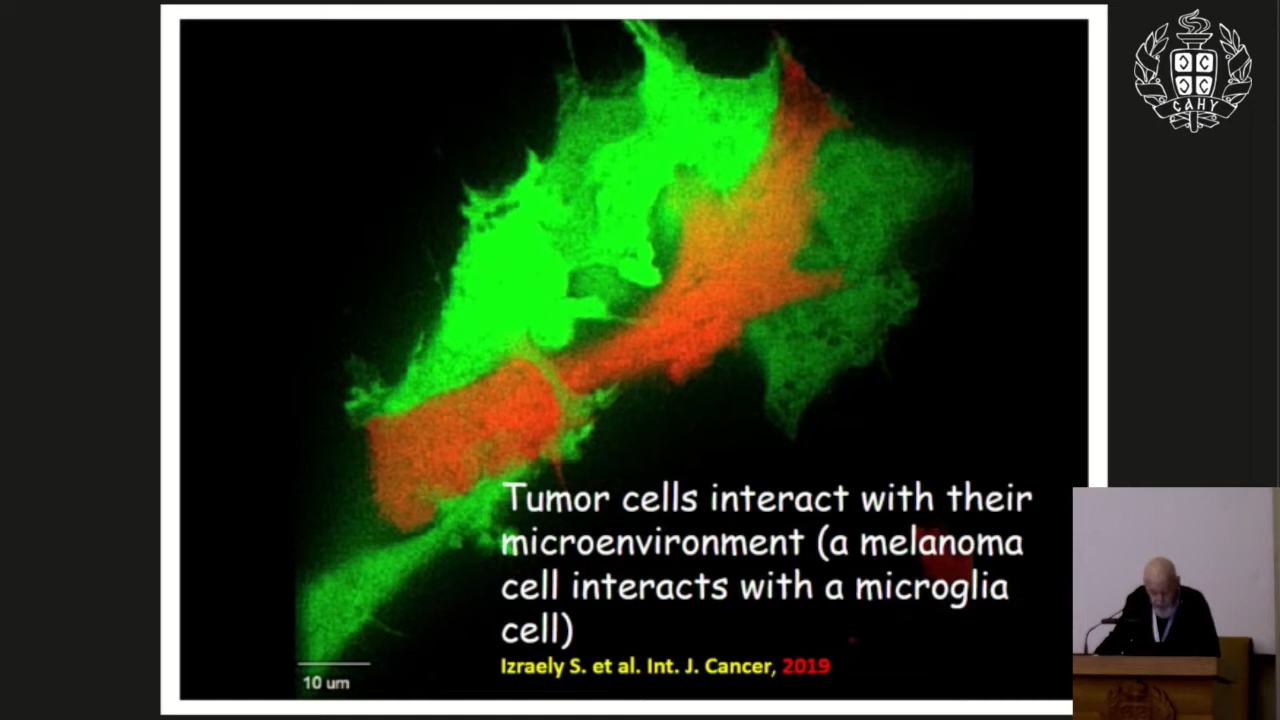 САНУ
Tumor cells interact with their
microenvironment (a melanoma
cell interacts with a microglia
cell)
Izraely S. et al. Int. J. Cancer, 2019
10 um